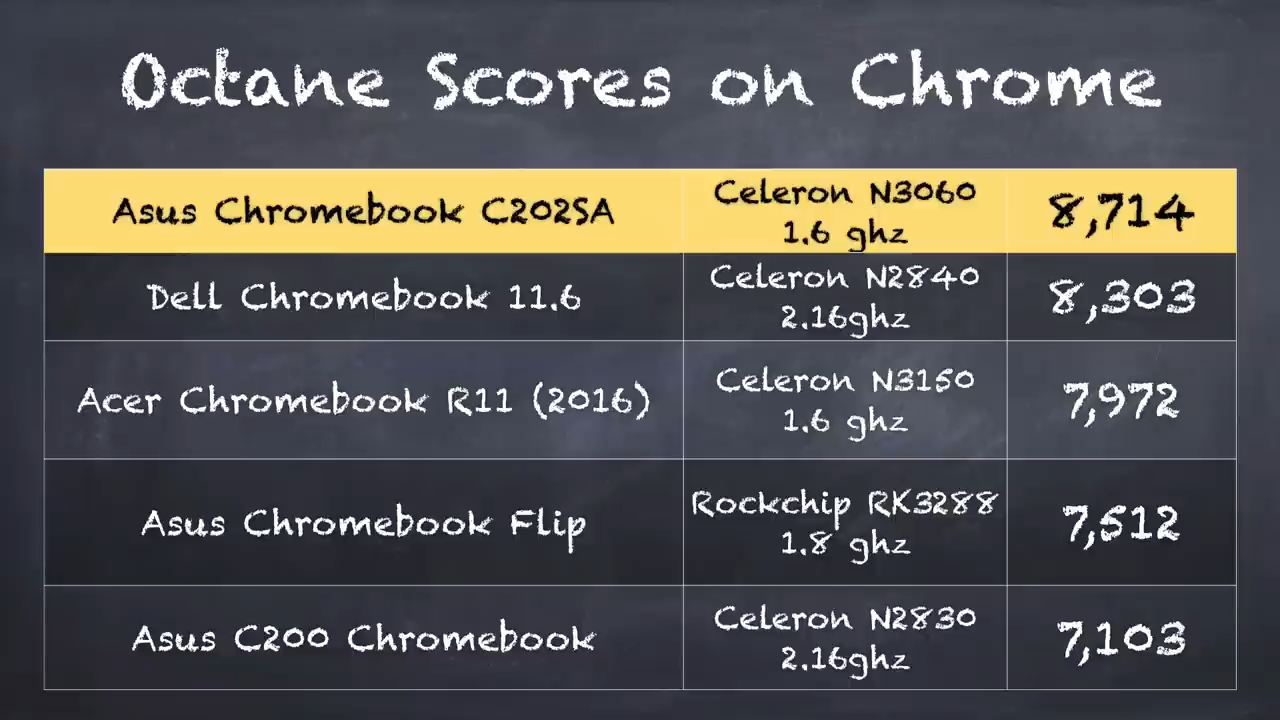 Octane Scores on Chrome
Asus Chromebook C202SA
Celeron N3060
1.6 ghz
8,714
Dell Chromebook 11.6
Celeron N2840
2.16ghz
8,303
Acer Chromebook R11 (2016)
Celeron N3150
1.6 ghz
7,972
Asus Chromebook Flip
Rockchip RK3288
1.8 ghz
7,512
Asus C200 Chromebook
Celeron N2830
2.16ghz
7,103